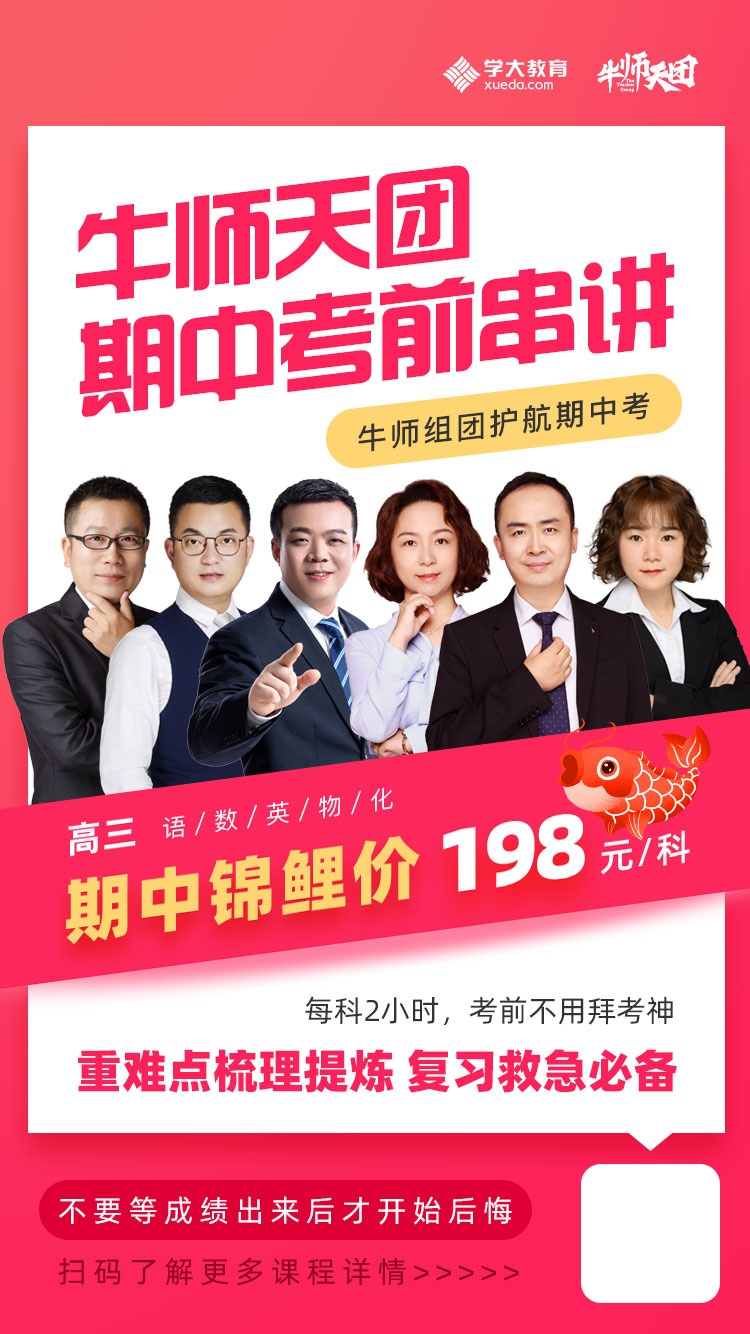 学大教育
xueda.com
牛师天团
The
Teacher
Group
牛师天团
期中考前串讲
牛师组团护航期中考
高三 语/数/英/物/化
期中锦鲤价 198 元/科
每科2小时，考前不用拜考神
重难点梳理提炼 复习救急必备
不要等成绩出来后才开始后悔
扫码了解更多课程详情>>>>>